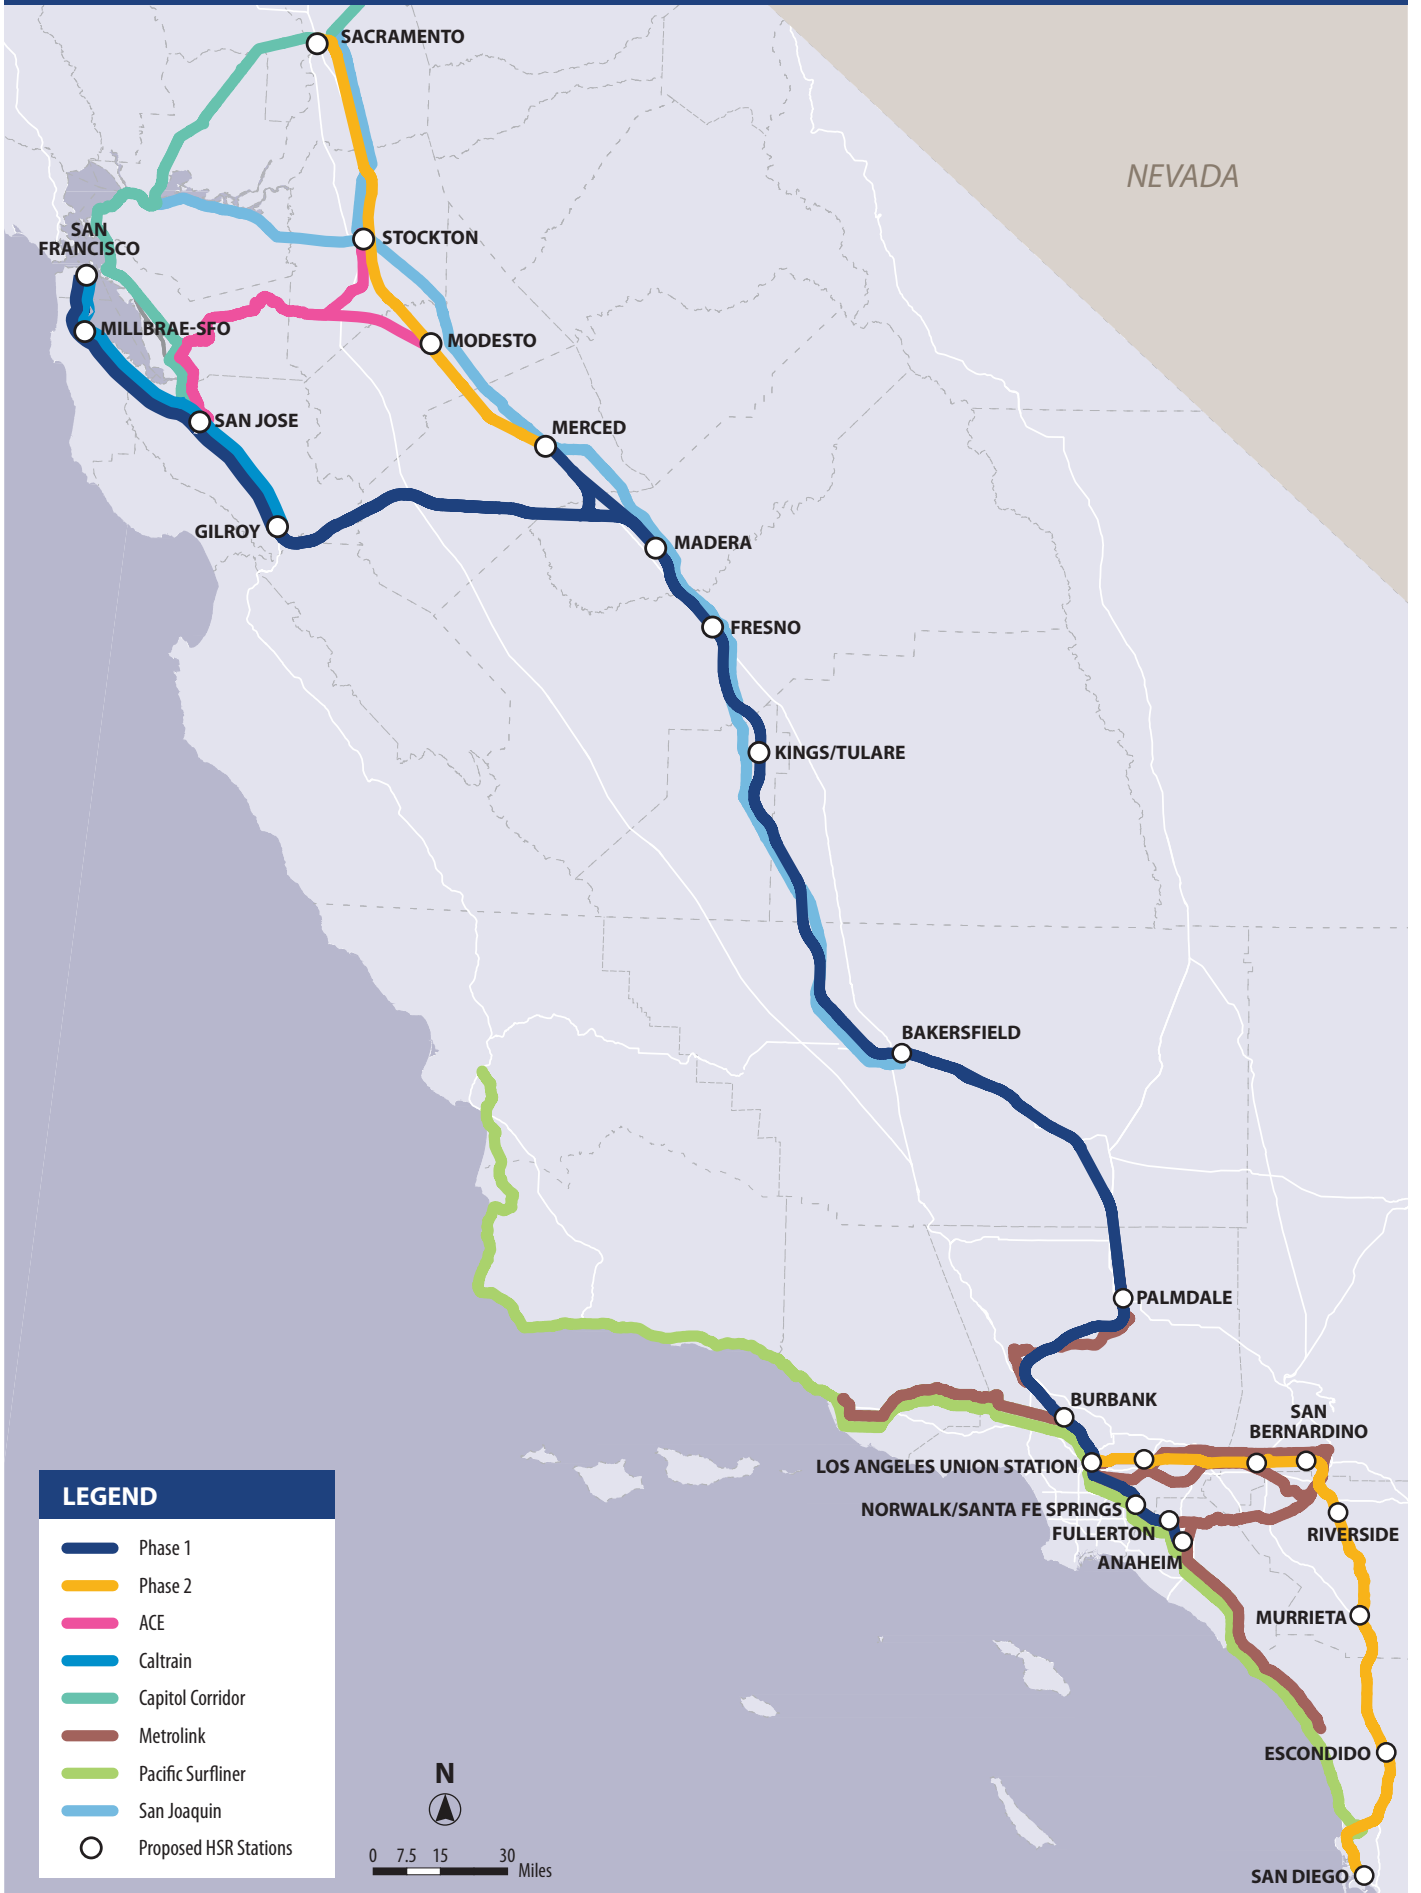 SACRAMENTO
NEVADA
SAN
FRANCISCO
STOCKTON
MILLBRAE-SFO
MODESTO
SAN JOSE
MERCED
GILROY
MADERA
FRESNO
KINGS/TULARE
BAKERSFIELD
PALMDALE
BURBANK
SAN
BERNARDINO
LOS ANGELES UNION STATION
NORWALK/SANTA FE SPRINGS
FULLERTON
RIVERSIDE
ANAHEIM
MURRIETA
ESCONDIDO
SAN DIEGO
LEGEND
Phase 1
Phase 2
ACE
Caltrain
Capitol Corridor
Metrolink
Pacific Surfliner
San Joaquin
Proposed HSR Stations
N
0 7.5 15 30
Miles